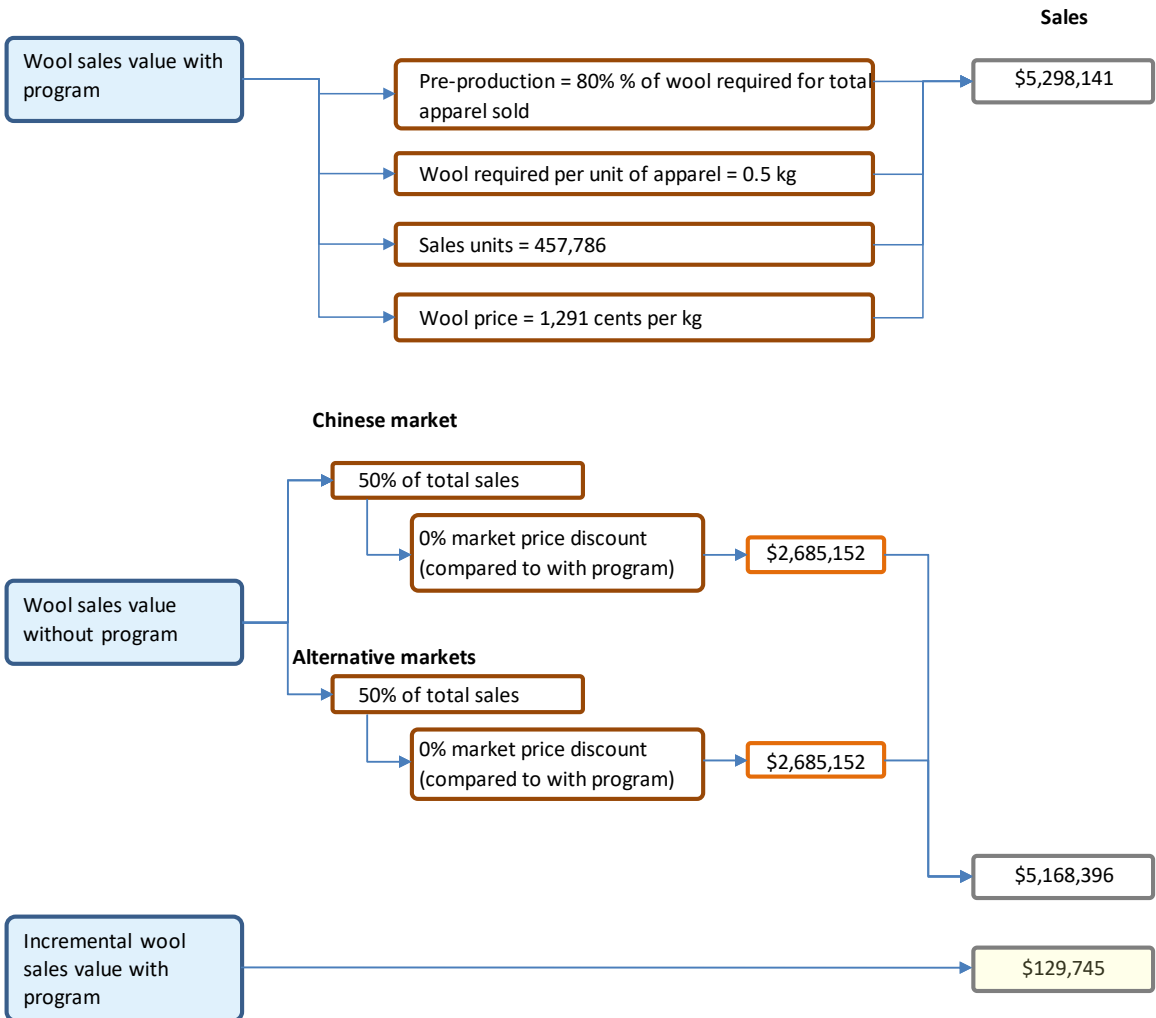 Sales
Wool sales value with
program
Pre-production = 80% % of wool required for total
apparel sold
$5,298,141
Wool required per unit of apparel = 0.5 kg
Sales units = 457,786
Wool price = 1,291 cents per kg
Chinese market
50% of total sales
0% market price discount
(compared to with program)
$2,685,152
Wool sales value
without program
Alternative markets
50% of total sales
0% market price discount
(compared to with program)
$2,685,152
$5,168,396
Incremental wool
sales value with
program
$129,745